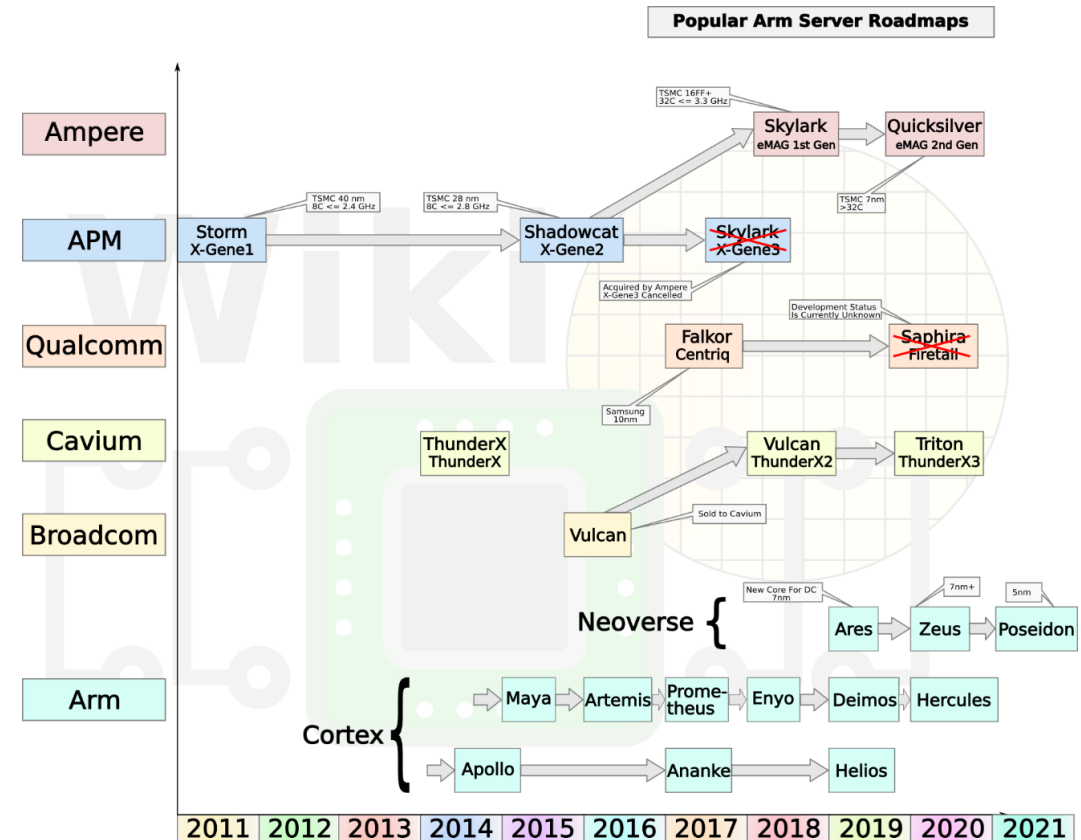 Popular Arm Server Roadmaps
TSMC 16FF+
32C <= 3.3 GHz
Ampere
Skylark
eMAG 1st Gen
Quicksilver
eMAG 2nd Gen
TSMC 7nm
>32C
TSMC 40 nm
8C <= 2.4 GHz
TSMC 28 nm
8C <= 2.8 GHz
APM
Storm
X-Gene1
Shadowcat
X-Gene2
Skylark
X-Gene3
Acquired by Ampere
X-Gene3 Cancelled
Development Status
Is Currently Unknown
Qualcomm
Falkor
Centriq
Saphira
Firetail
Samsung
10nm
Cavium
ThunderX
ThunderX
Vulcan
ThunderX2
Triton
ThunderX3
Broadcom
Vulcan
Sold to Cavium
New Core For DC
7nm
7nm+
5nm
Neoverse
Ares
Zeus
Poseidon
Arm
Cortex
Maya
Artemis
Prome-
theus
Enyo
Deimos
Hercules
Apollo
Ananke
Helios
2011 2012 2013 2014 2015 2016 2017 2018 2019 2020 2021
Wiki